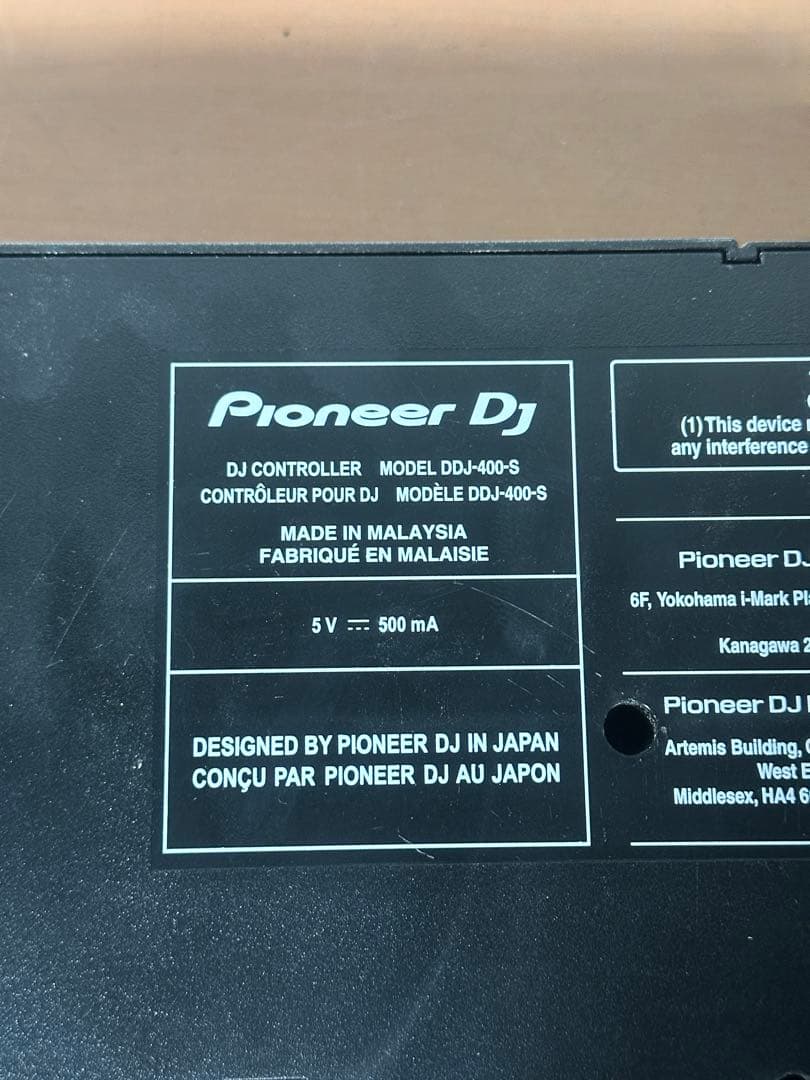 Pioneer DJ
DJ CONTROLLER MODEL DDJ-400-S
CONTRÔLEUR POUR DJ MODÈLE DDJ-400-S
MADE IN MALAYSIA
FABRIQUÉ EN MALAISIE
5 V ⎓ 500 mA
DESIGNED BY PIONEER DJ IN JAPAN
CONÇU PAR PIONEER DJ AU JAPON
(1) This device
any interference
Pioneer DJ
6F, Yokohama i-Mark
Kanagawa
Pioneer DJ
Artemis Building,
West
Middlesex, HA4